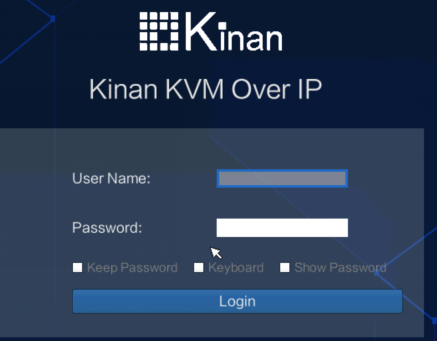 Kinan
Kinan KVM Over IP
User Name:
Password:
Keep Password Keyboard Show Password
Login